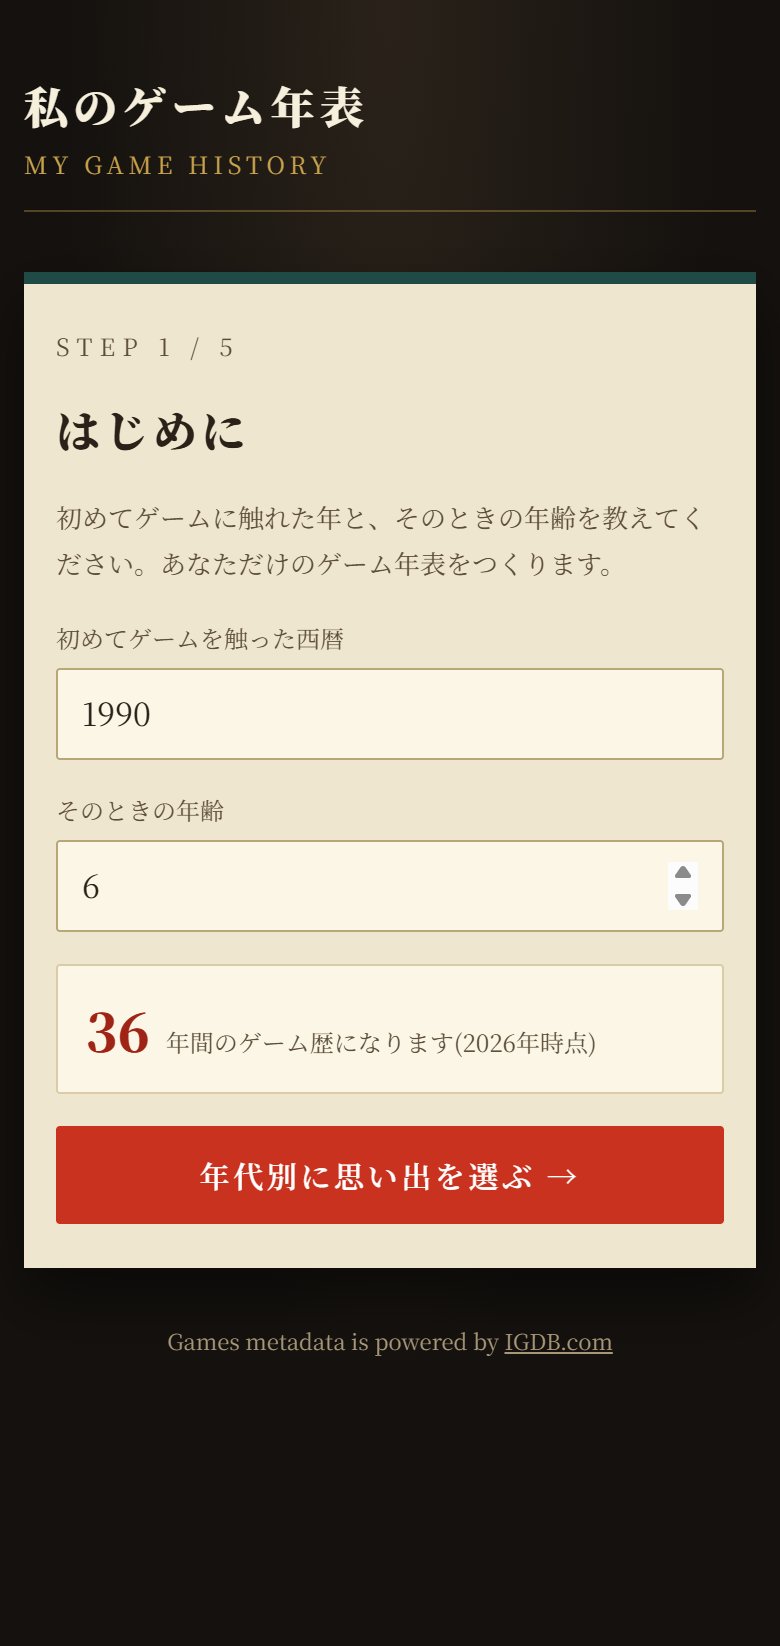 私のゲーム年表
MY GAME HISTORY
STEP 1 / 5
はじめに
初めてゲームに触れた年と、そのときの年齢を教えてく
ださい。あなただけのゲーム年表をつくります。
初めてゲームを触った西暦
1990
そのときの年齢
6
36 年間のゲーム歴になります(2026年時点)
年代別に思い出を選ぶ →
Games metadata is powered by IGDB.com